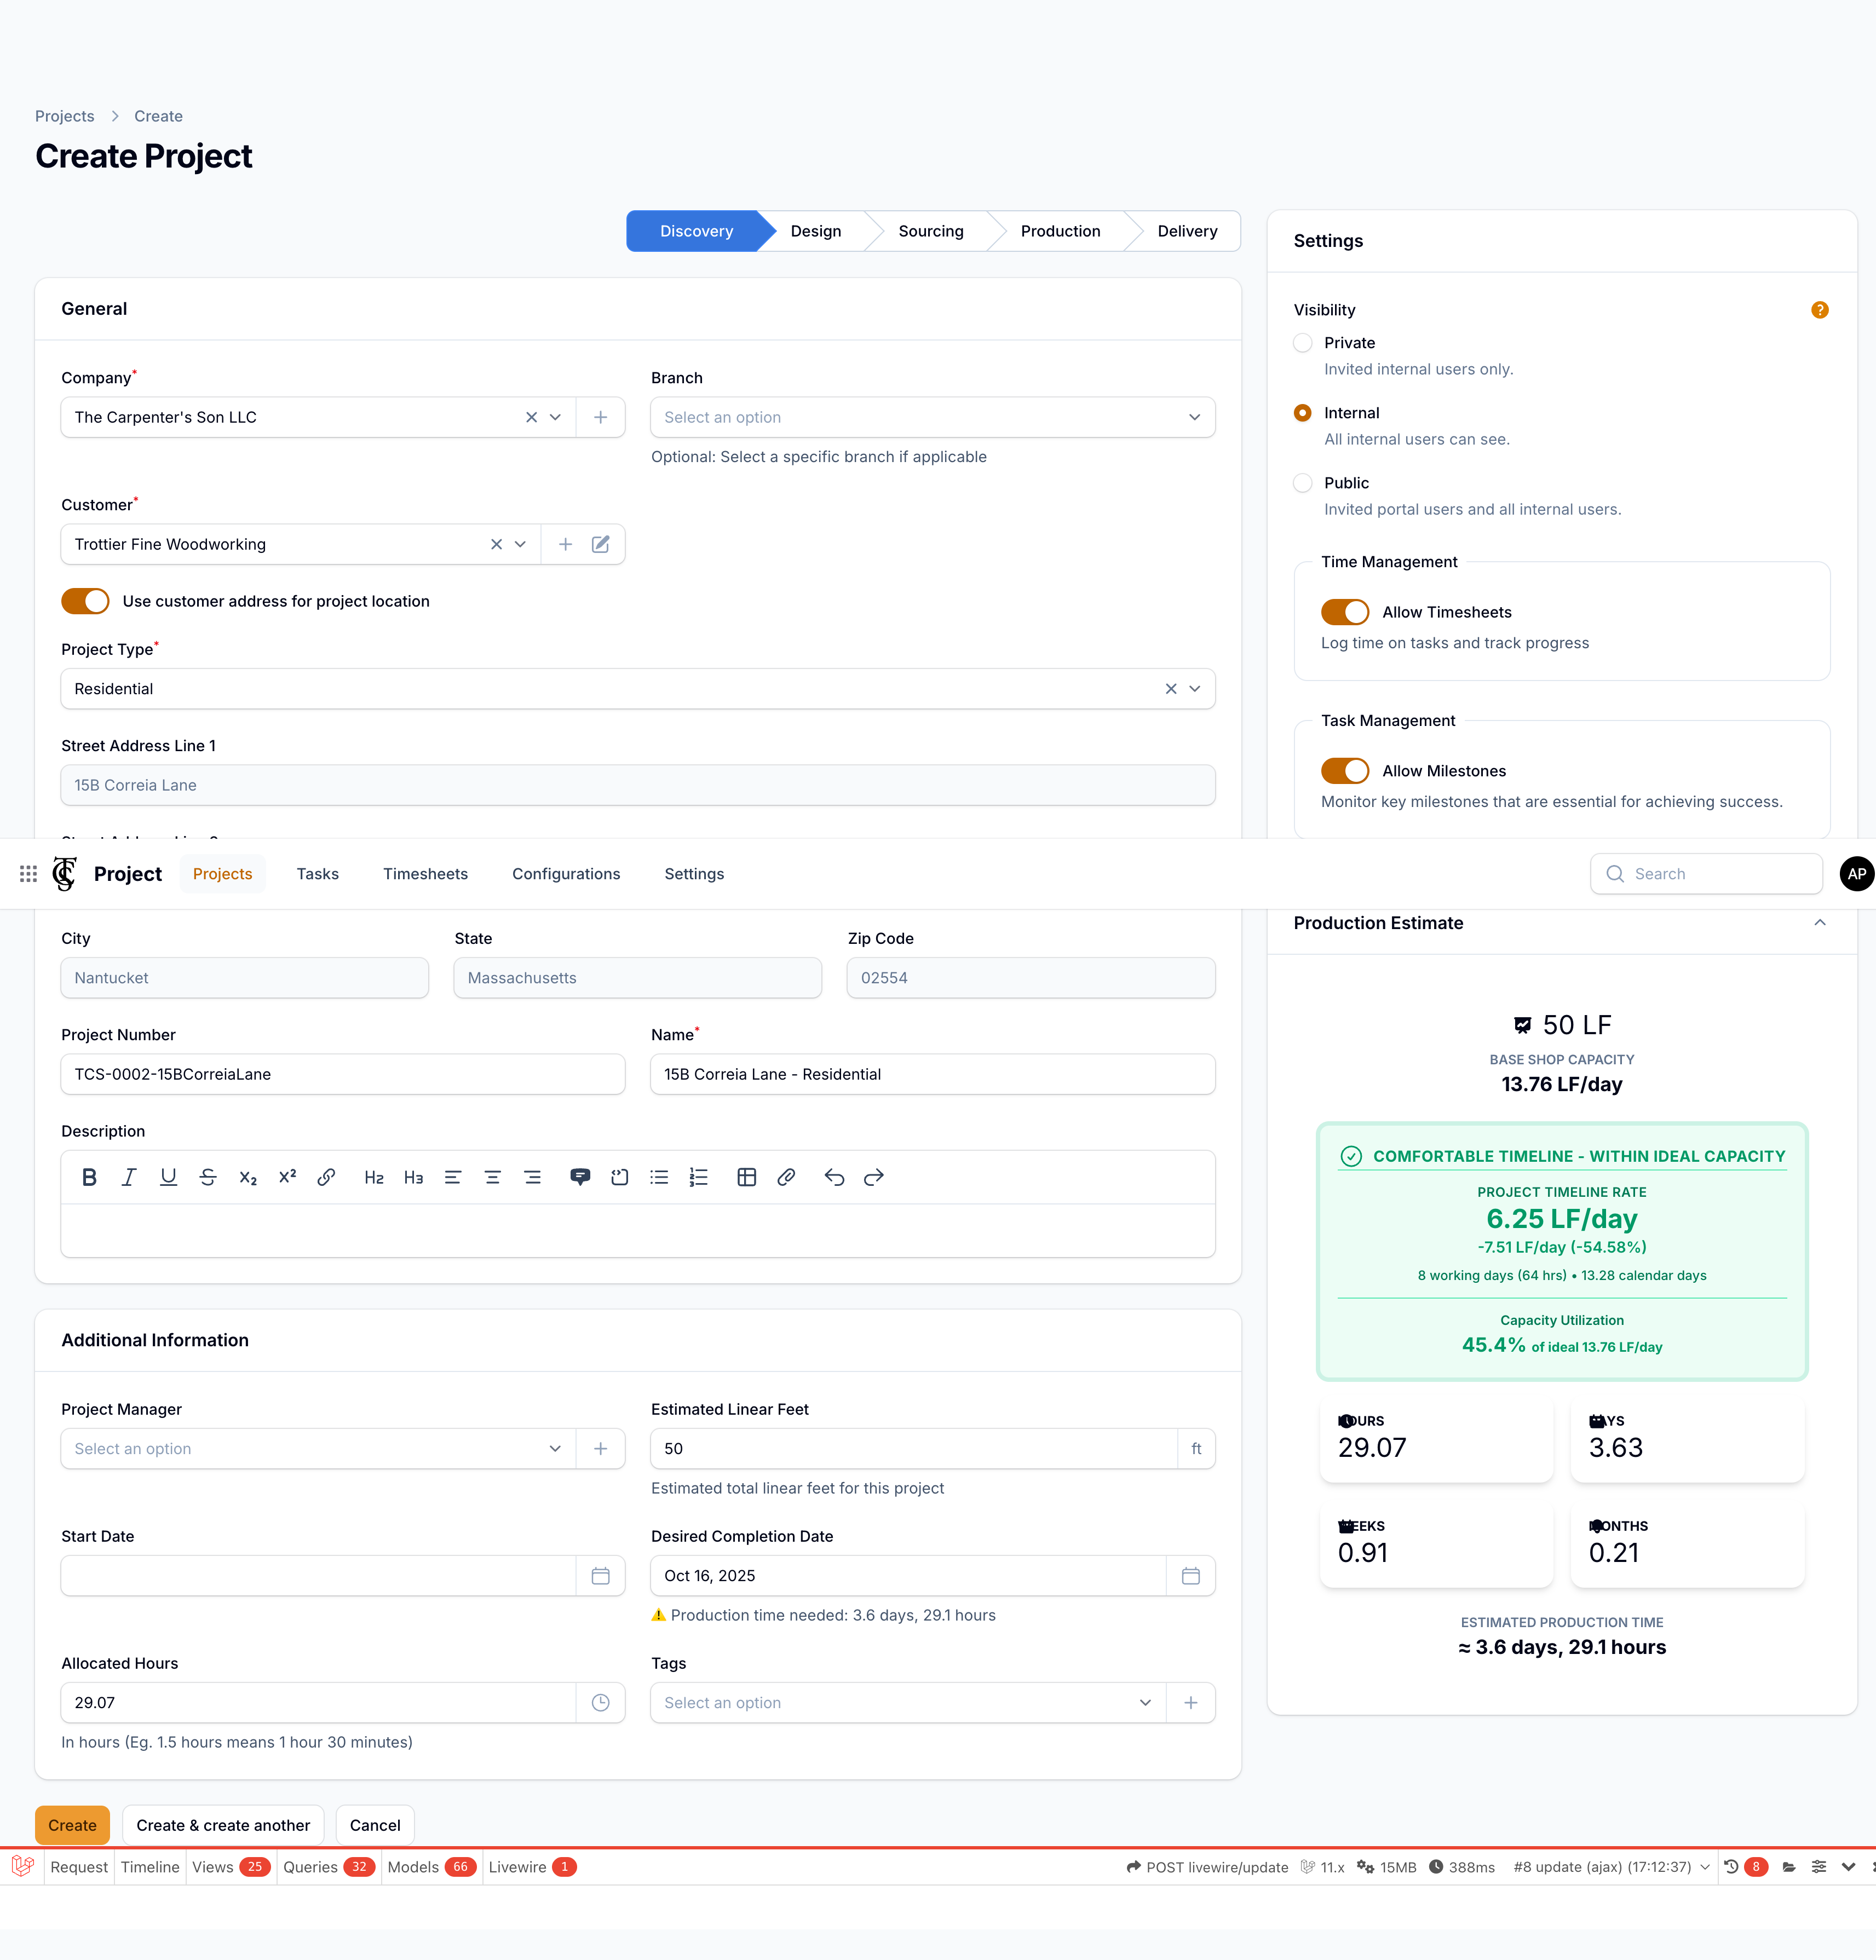 Projects > Create
Create Project
Discovery
Design
Sourcing
Production
Delivery
General
Company*
The Carpenter's Son LLC
Branch
Select an option
Optional: Select a specific branch if applicable
Customer*
Trottier Fine Woodworking
Use customer address for project location
Project Type*
Residential
Street Address Line 1
15B Correia Lane
Settings
Visibility
?
Private
Invited internal users only.
Internal
All internal users can see.
Public
Invited portal users and all internal users.
Time Management
Allow Timesheets
Log time on tasks and track progress
Task Management
Allow Milestones
Monitor key milestones that are essential for achieving success.
Project
Projects
Tasks
Timesheets
Configurations
Settings
Search
AP
City
State
Zip Code
Nantucket
Massachusetts
02554
Project Number
Name*
TCS-0002-15BCorreiaLane
15B Correia Lane - Residential
Description
B I U S x₂ x² H2 H3
Additional Information
Project Manager
Select an option
Estimated Linear Feet
50
ft
Estimated total linear feet for this project
Start Date
Desired Completion Date
Oct 16, 2025
⚠ Production time needed: 3.6 days, 29.1 hours
Allocated Hours
29.07
In hours (Eg. 1.5 hours means 1 hour 30 minutes)
Tags
Select an option
Production Estimate
50 LF
BASE SHOP CAPACITY
13.76 LF/day
COMFORTABLE TIMELINE - WITHIN IDEAL CAPACITY
PROJECT TIMELINE RATE
6.25 LF/day
-7.51 LF/day (-54.58%)
8 working days (64 hrs) • 13.28 calendar days
Capacity Utilization
45.4% of ideal 13.76 LF/day
HOURS
29.07
DAYS
3.63
WEEKS
0.91
MONTHS
0.21
ESTIMATED PRODUCTION TIME
≈ 3.6 days, 29.1 hours
Create
Create & create another
Cancel
Request
Timeline
Views 25
Queries 32
Models 66
Livewire 1
POST livewire/update
11.x
15MB
388ms
#8 update (ajax) (17:12:37)
8